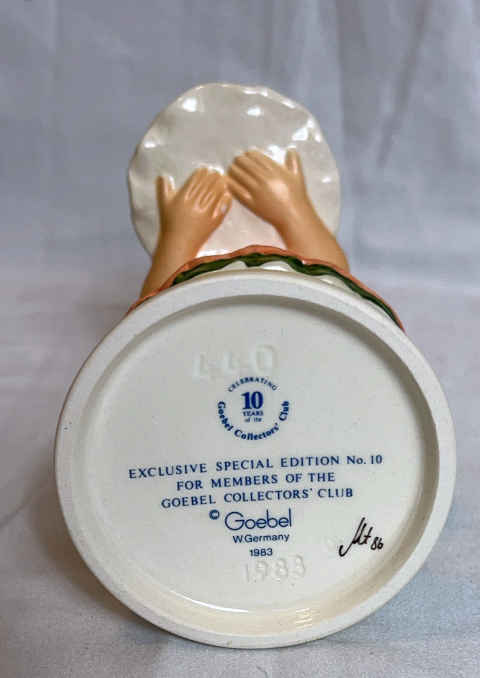 440
CELEBRATING
10
YEARS
of the
Goebel Collectors' Club
EXCLUSIVE SPECIAL EDITION No. 10
FOR MEMBERS OF THE
GOEBEL COLLECTORS' CLUB
© Goebel
W.Germany
1983
1983
86